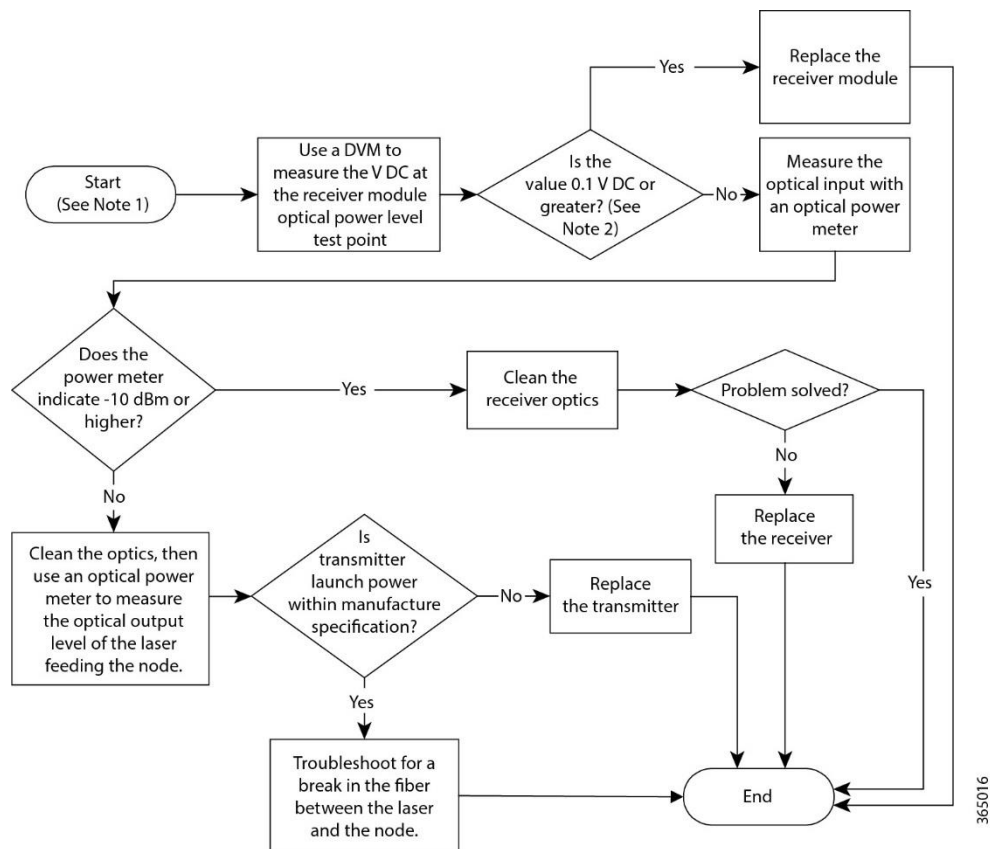 Yes
Replace the
receiver module
Start
(See Note 1)
Use a DVM to
measure the V DC at
the receiver module
optical power level
test point
Is the
value 0.1 V DC or
greater? (See
Note 2)
No
Measure the
optical input with
an optical power
meter
Does the
power meter
indicate -10 dBm or
higher?
Yes
Clean the
receiver optics
Problem solved?
No
No
Replace
the receiver
Yes
Clean the optics, then
use an optical power
meter to measure
the optical output
level of the laser
feeding the node.
Is
transmitter
launch power
within manufacture
specification?
No
Replace
the transmitter
Yes
Troubleshoot for a
break in the fiber
between the laser
and the node.
End
365016